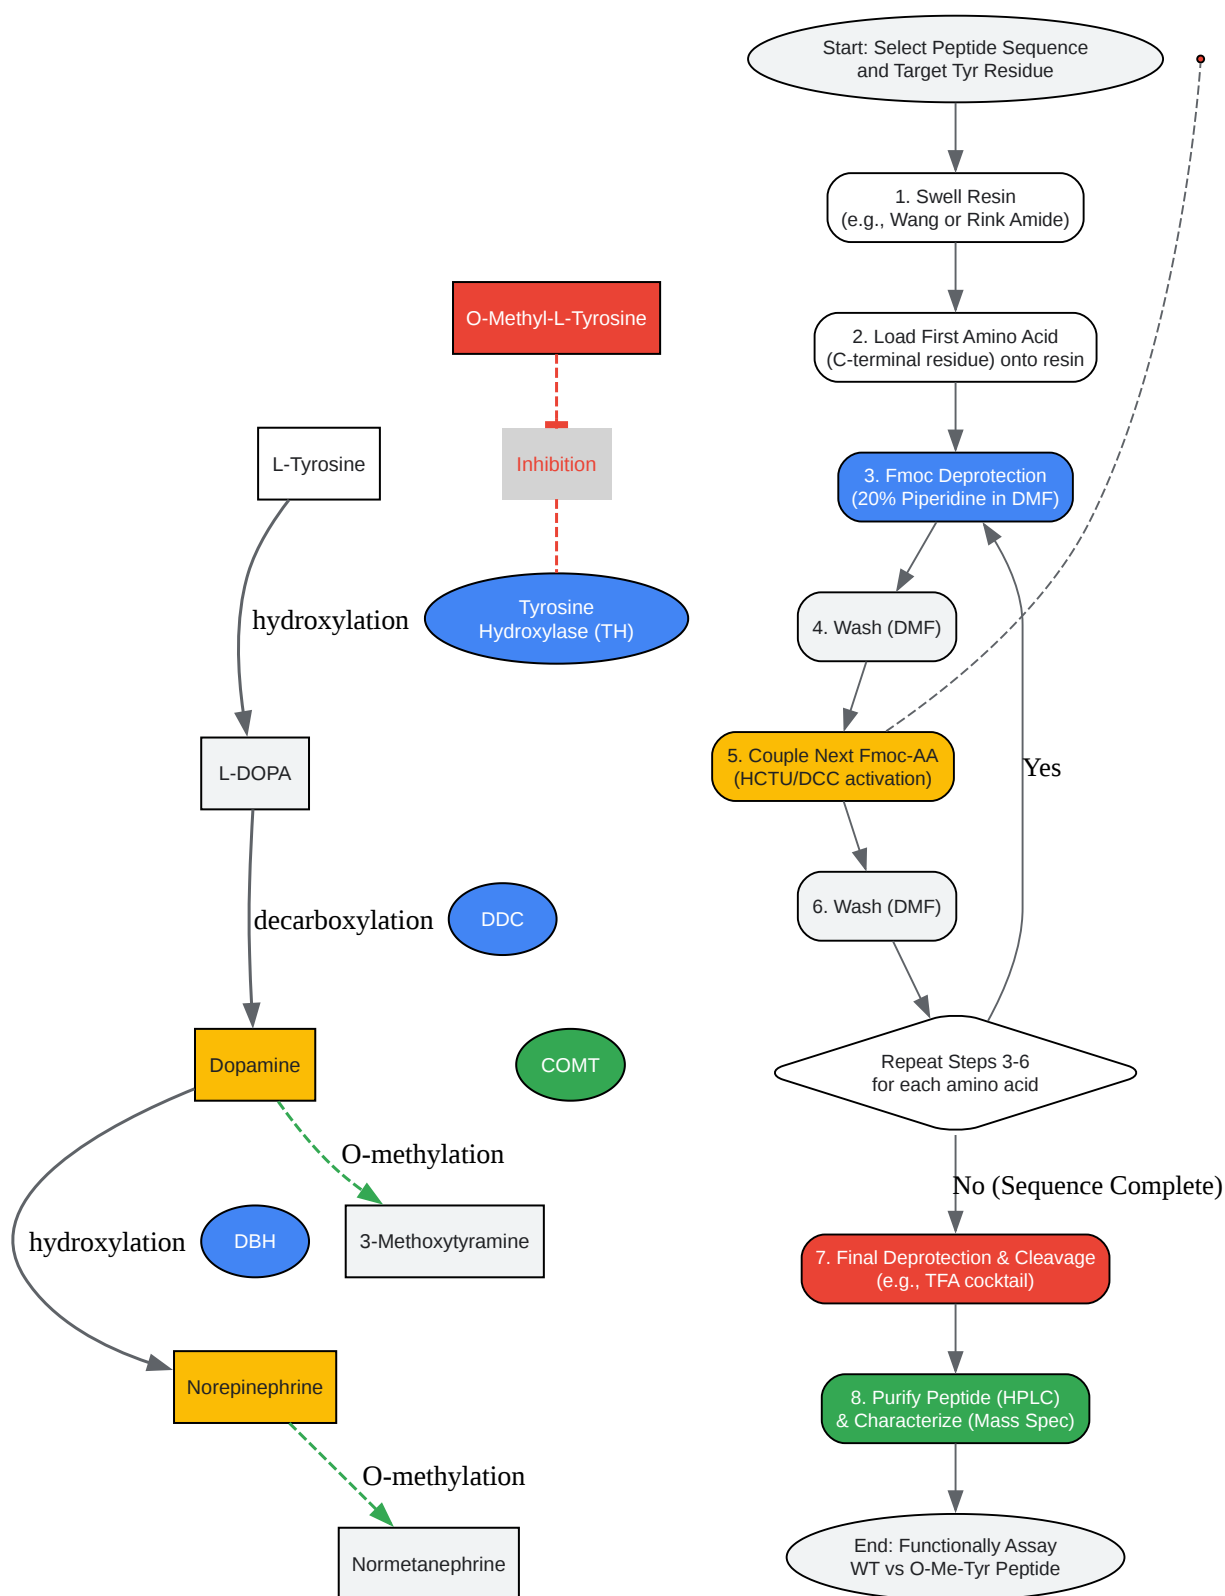 O-Methyl-L-Tyrosine
L-Tyrosine
Inhibition
hydroxylation
Tyrosine
Hydroxylase (TH)
L-DOPA
decarboxylation
DDC
Dopamine
COMT
O-methylation
hydroxylation
DBH
3-Methoxytyramine
Norepinephrine
O-methylation
Normetanephrine
Start: Select Peptide Sequence
and Target Tyr Residue
1. Swell Resin
(e.g., Wang or Rink Amide)
2. Load First Amino Acid
(C-terminal residue) onto resin
3. Fmoc Deprotection
(20% Piperidine in DMF)
4. Wash (DMF)
5. Couple Next Fmoc-AA
(HCTU/DCC activation)
Yes
6. Wash (DMF)
Repeat Steps 3-6
for each amino acid
No (Sequence Complete)
7. Final Deprotection & Cleavage
(e.g., TFA cocktail)
8. Purify Peptide (HPLC)
& Characterize (Mass Spec)
End: Functionally Assay
WT vs O-Me-Tyr Peptide